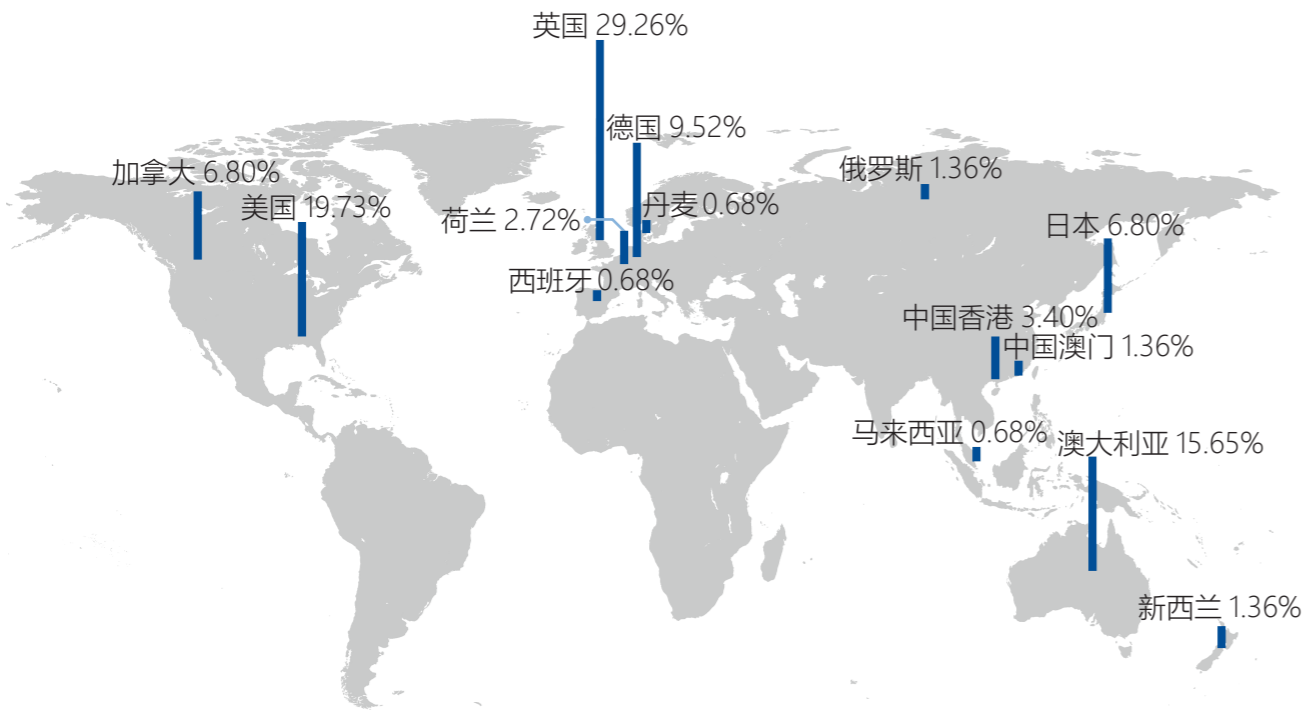 英国 29.26%
德国 9.52%
加拿大 6.80%
俄罗斯 1.36%
美国 19.73%
丹麦 0.68%
荷兰 2.72%
日本 6.80%
西班牙 0.68%
中国香港 3.40%
中国澳门 1.36%
马来西亚 0.68%
澳大利亚 15.65%
新西兰 1.36%